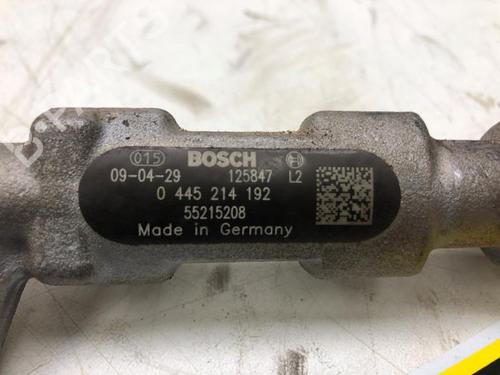 015 BOSCH
09-04-29 125847 L2
0 445 214 192
55215208
Made in Germany